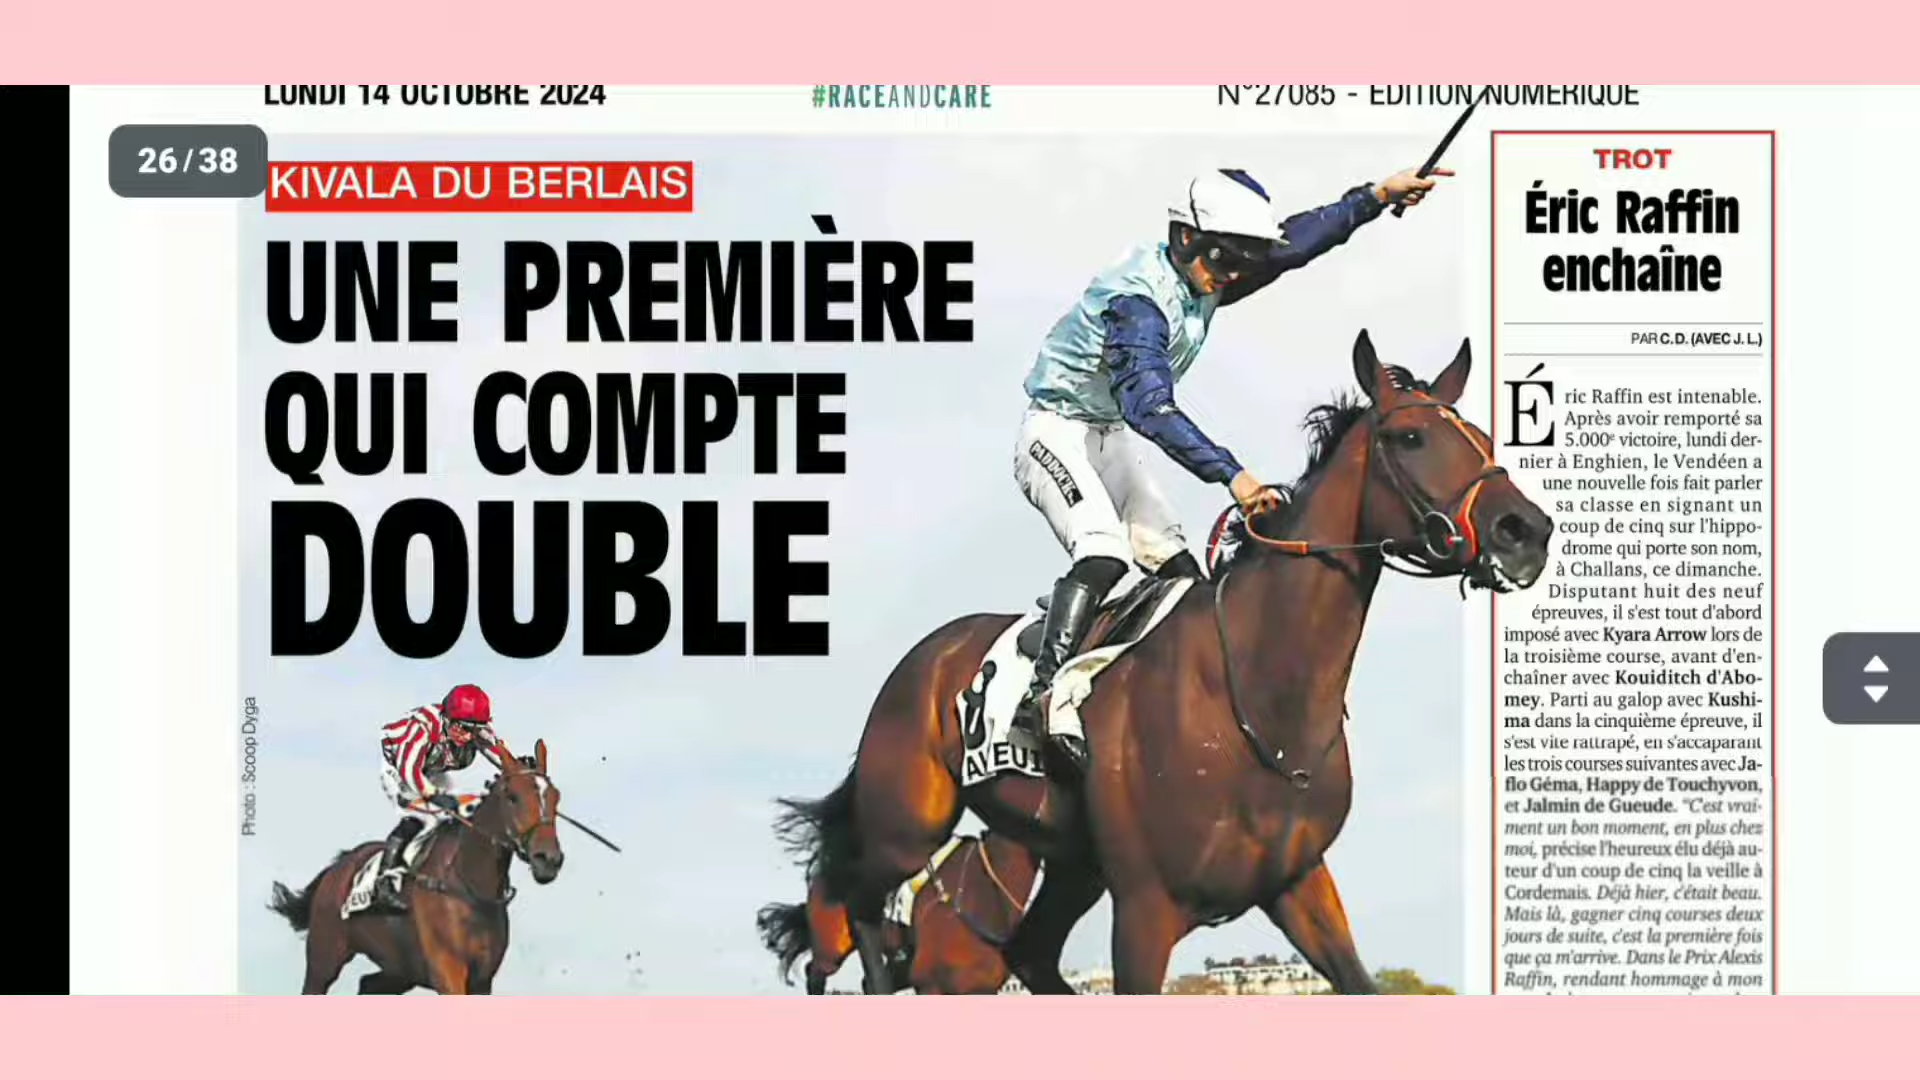 LUNDI 14 OCTOBRE 2024
#RACEANDCARE
N°27085 - EDITION NUMERIQUE
26/38
KIVALA DU BERLAIS
UNE PREMIÈRE
QUI COMPTE
DOUBLE
Photo : Scoop Dyga
PADDOCK
AVEU
EU
TROT
Éric Raffin
enchaîne
PAR C.D. (AVEC J. L.)
Éric Raffin est intenable.
Après avoir remporté sa
5.000e victoire, lundi der-
nier à Enghien, le Vendéen a
une nouvelle fois fait parler
sa classe en signant un
coup de cinq sur l'hippo-
drome qui porte son nom,
à Challans, ce dimanche.
Disputant huit des neuf
épreuves, il s'est tout d'abord
imposé avec Kyara Arrow lors de
la troisième course, avant d'en-
chaîner avec Kouiditch d'Abo-
mey. Parti au galop avec Kushi-
ma dans la cinquième épreuve, il
s'est vite rattrapé, en s'accaparant
les trois courses suivantes avec Ja-
flo Géma, Happy de Touchyvon,
et Jalmin de Gueude. "C'est vrai-
ment un bon moment, en plus chez
moi, précise l'heureux élu déjà au-
teur d'un coup de cinq la veille à
Cordemais. Déjà hier, c'était beau.
Mais là, gagner cinq courses deux
jours de suite, c'est la première fois
que ça m'arrive. Dans le Prix Alexis
Raffin, rendant hommage à mon